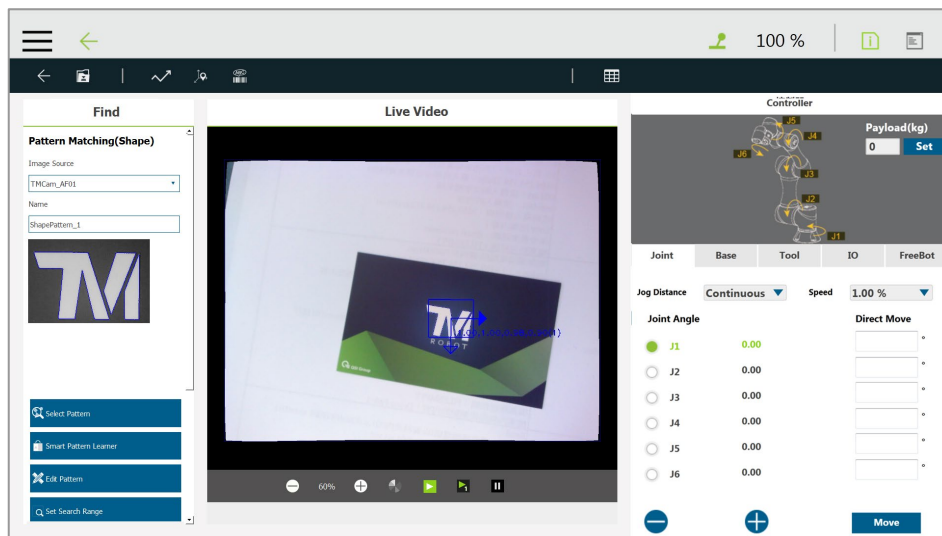 100 %
Find
Pattern Matching(Shape)
Image Source
TMCam_AF01
Name
ShapePattern_1
TM
Select Pattern
Smart Pattern Learner
Edit Pattern
Set Search Range
Live Video
TM
ROBOT
60%
Controller
J5
J4
J6
J3
J2
J1
Payload(kg)
0
Set
Joint
Base
Tool
IO
FreeBot
Jog Distance
Continuous
Speed
1.00 %
Joint Angle
Direct Move
J1 0.00 °
J2 0.00 °
J3 0.00 °
J4 0.00 °
J5 0.00 °
J6 0.00 °
Move